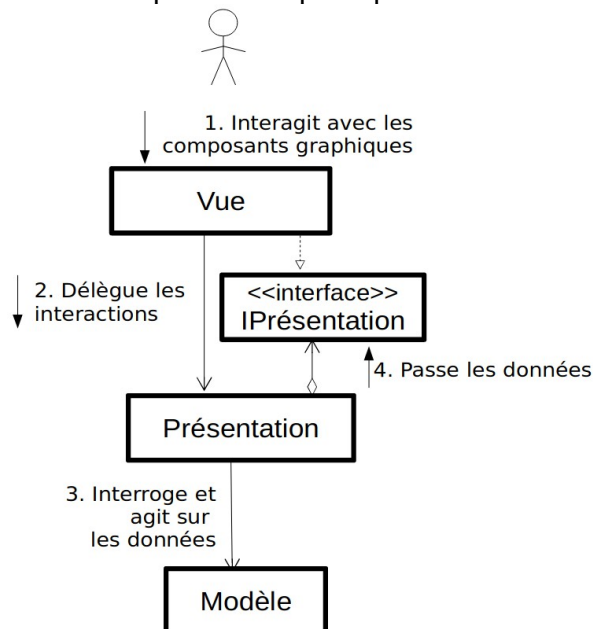 1. Interagit avec les
composants graphiques
Vue
2. Délègue les
interactions
<<interface>>
IPrésentation
4. Passe les données
Présentation
3. Interroge et
agit sur
les données
Modèle